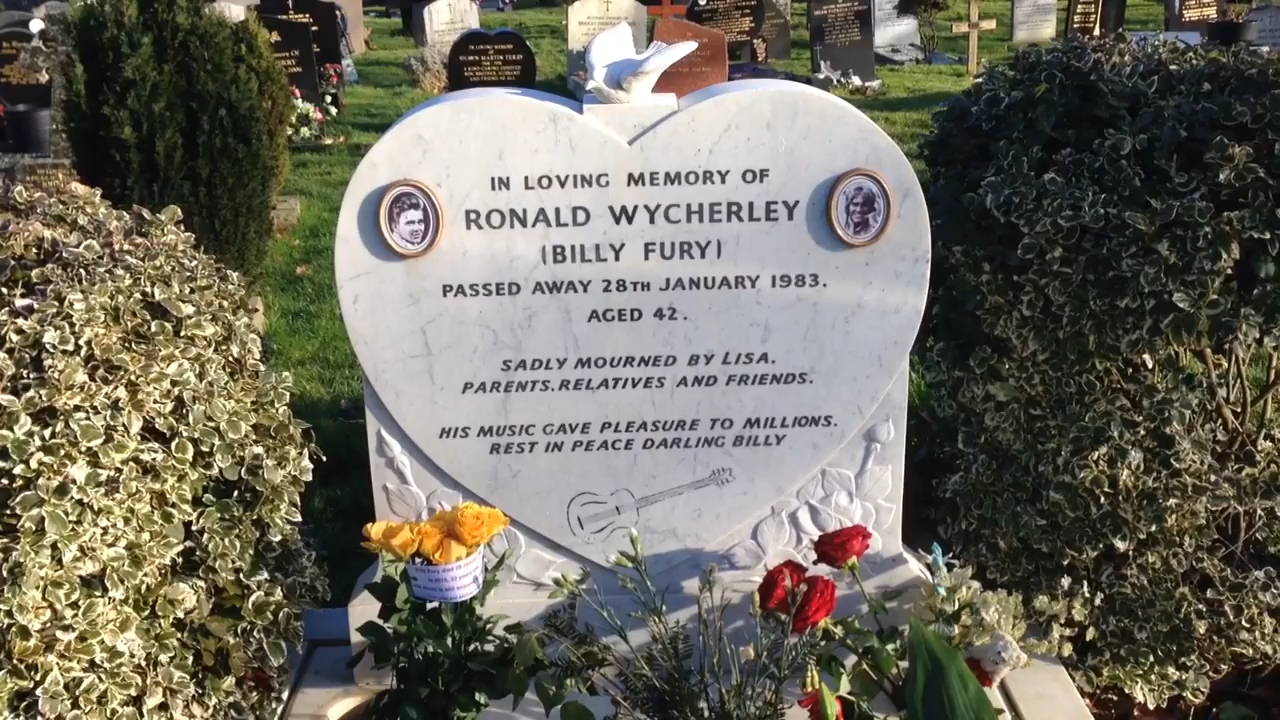 IN LOVING MEMORY OF
RONALD WYCHERLEY
(BILLY FURY)
PASSED AWAY 28TH JANUARY 1983.
AGED 42.
SADLY MOURNED BY LISA.
PARENTS. RELATIVES AND FRIENDS.
HIS MUSIC GAVE PLEASURE TO MILLIONS.
REST IN PEACE DARLING BILLY